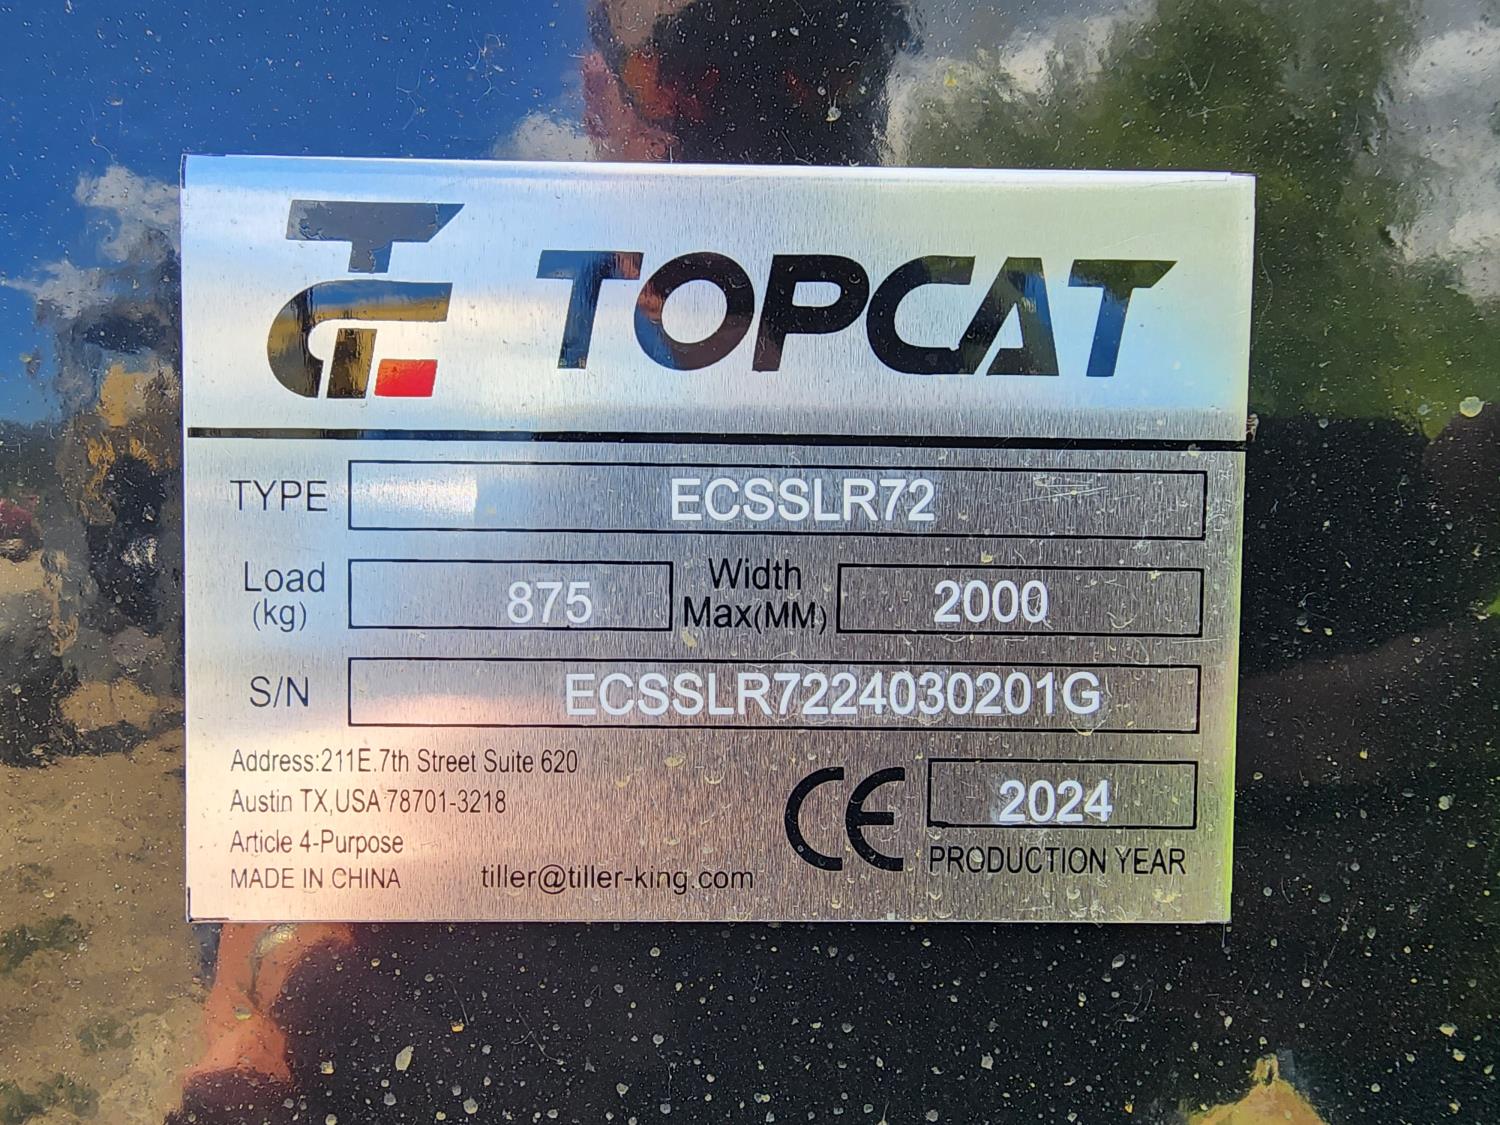 TOPCAT
TYPE ECSSLR72
Load (kg) 875 Width Max(MM) 2000
S/N ECSSLR7224030201G
Address:211E.7th Street Suite 620
Austin TX,USA 78701-3218
Article 4-Purpose
MADE IN CHINA
tiller@tiller-king.com
CE
2024
PRODUCTION YEAR